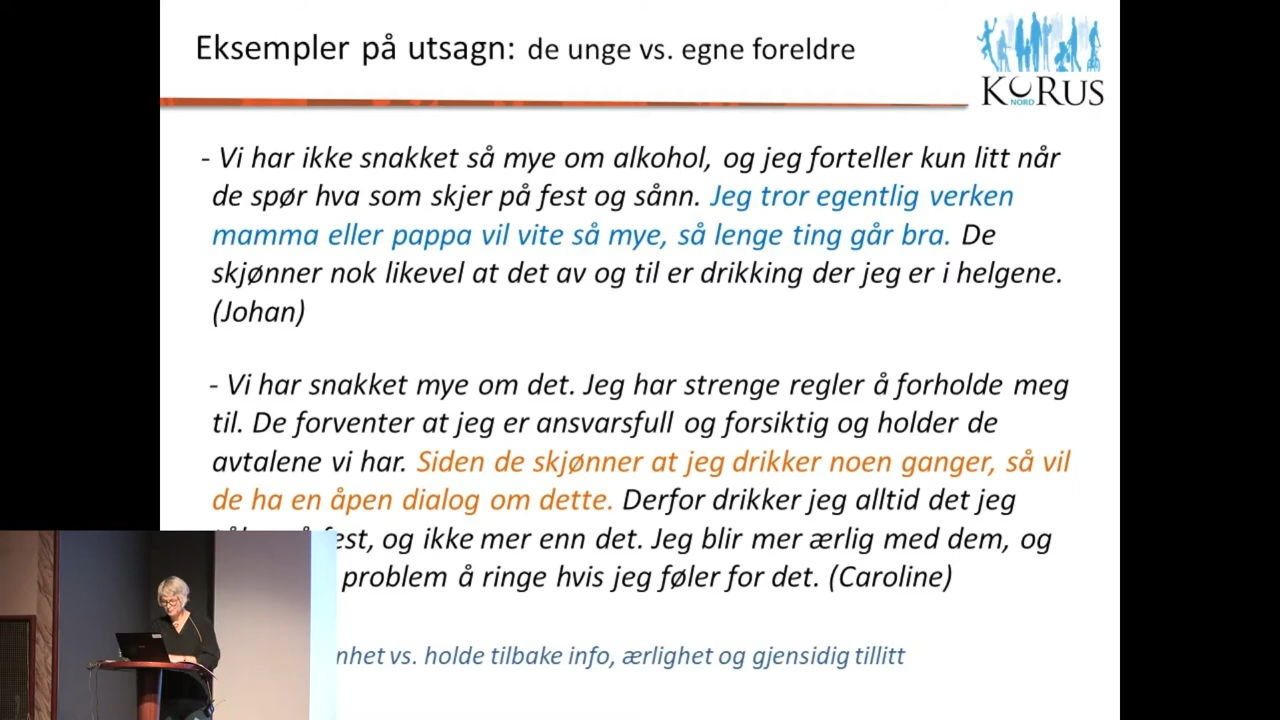 Eksempler på utsagn: de unge vs. egne foreldre
KoRUS
NORD
- Vi har ikke snakket så mye om alkohol, og jeg forteller kun litt når
de spør hva som skjer på fest og sånn. Jeg tror egentlig verken
mamma eller pappa vil vite så mye, så lenge ting går bra. De
skjønner nok likevel at det av og til er drikking der jeg er i helgene.
(Johan)
- Vi har snakket mye om det. Jeg har strenge regler å forholde meg
til. De forventer at jeg er ansvarsfull og forsiktig og holder de
avtalene vi har. Siden de skjønner at jeg drikker noen ganger, så vil
de ha en åpen dialog om dette. Derfor drikker jeg alltid det jeg
og ikke mer enn det. Jeg blir mer ærlig med dem, og
problem å ringe hvis jeg føler for det. (Caroline)
vs. holde tilbake info, ærlighet og gjensidig tillitt